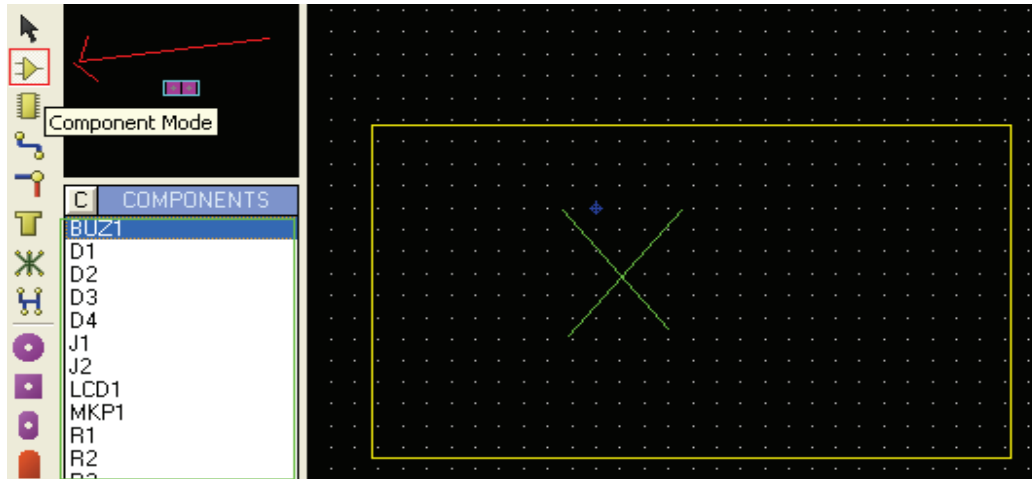 Component Mode
C COMPONENTS
BUZ1
D1
D2
D3
D4
J1
J2
LCD1
MKP1
R1
R2